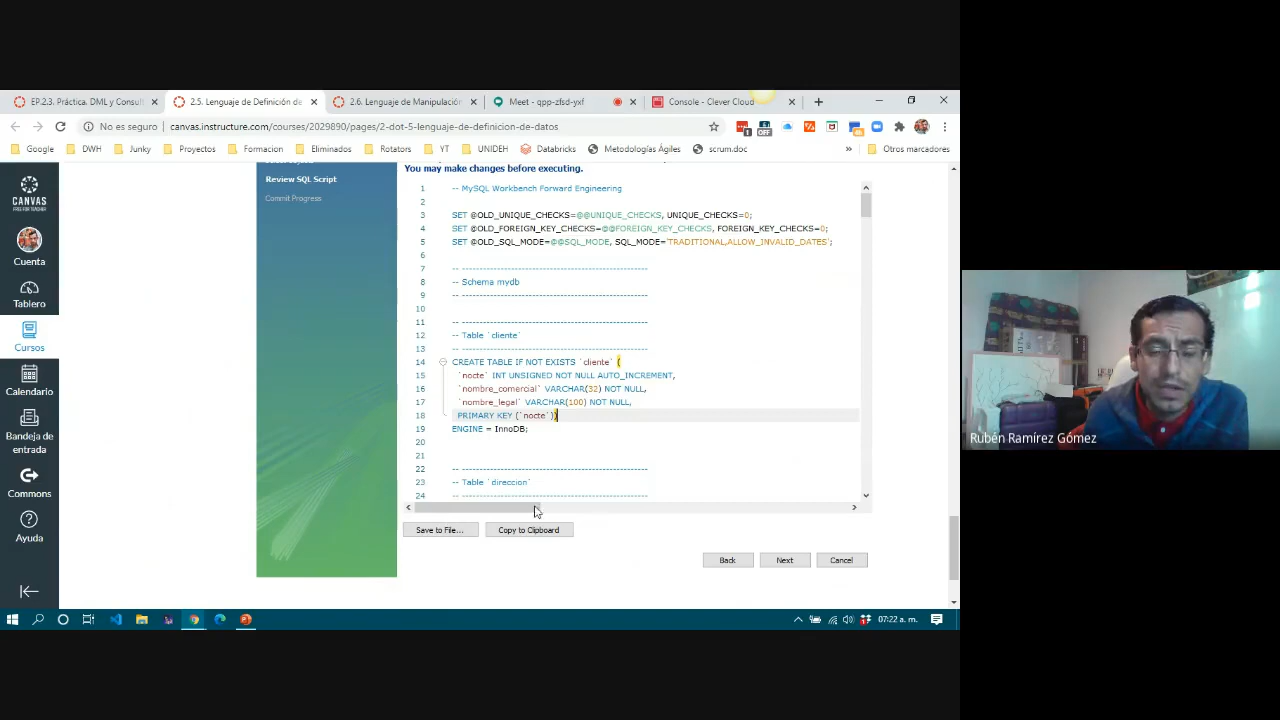 EP.2.3. Práctica. DML y Consult
2.5. Lenguaje de Definición de
2.6. Lenguaje de Manipulación
Meet - qpp-zfsd-yxf
Console - Clever Cloud
No es seguro
canvas.instructure.com/courses/2029890/pages/2-dot-5-lenguaje-de-definicion-de-datos
OFF
Google
DWH
Junky
Proyectos
Formacion
Eliminados
Rotators
YT
UNIDEH
Databricks
Metodologías Ágiles
scrum.doc
»
Otros marcadores
CANVAS
FREE FOR TEACHER
Cuenta
Tablero
Cursos
Calendario
Bandeja de
entrada
Commons
Ayuda
Review SQL Script
Commit Progress
You may make changes before executing.
1 -- MySQL Workbench Forward Engineering
2
3 SET @OLD_UNIQUE_CHECKS=@@UNIQUE_CHECKS, UNIQUE_CHECKS=0;
4 SET @OLD_FOREIGN_KEY_CHECKS=@@FOREIGN_KEY_CHECKS, FOREIGN_KEY_CHECKS=0;
5 SET @OLD_SQL_MODE=@@SQL_MODE, SQL_MODE='TRADITIONAL,ALLOW_INVALID_DATES';
6
7 -- -----------------------------------------------------
8 -- Schema mydb
9 -- -----------------------------------------------------
10
11 -- -----------------------------------------------------
12 -- Table `cliente`
13 -- -----------------------------------------------------
14 CREATE TABLE IF NOT EXISTS `cliente` (
15 `nocte` INT UNSIGNED NOT NULL AUTO_INCREMENT,
16 `nombre_comercial` VARCHAR(32) NOT NULL,
17 `nombre_legal` VARCHAR(100) NOT NULL,
18 PRIMARY KEY (`nocte`))
19 ENGINE = InnoDB;
20
21
22 -- -----------------------------------------------------
23 -- Table `direccion`
24 -- -----------------------------------------------------
Save to File...
Copy to Clipboard
Back
Next
Cancel
07:22 a. m.
Rubén Ramírez Gómez